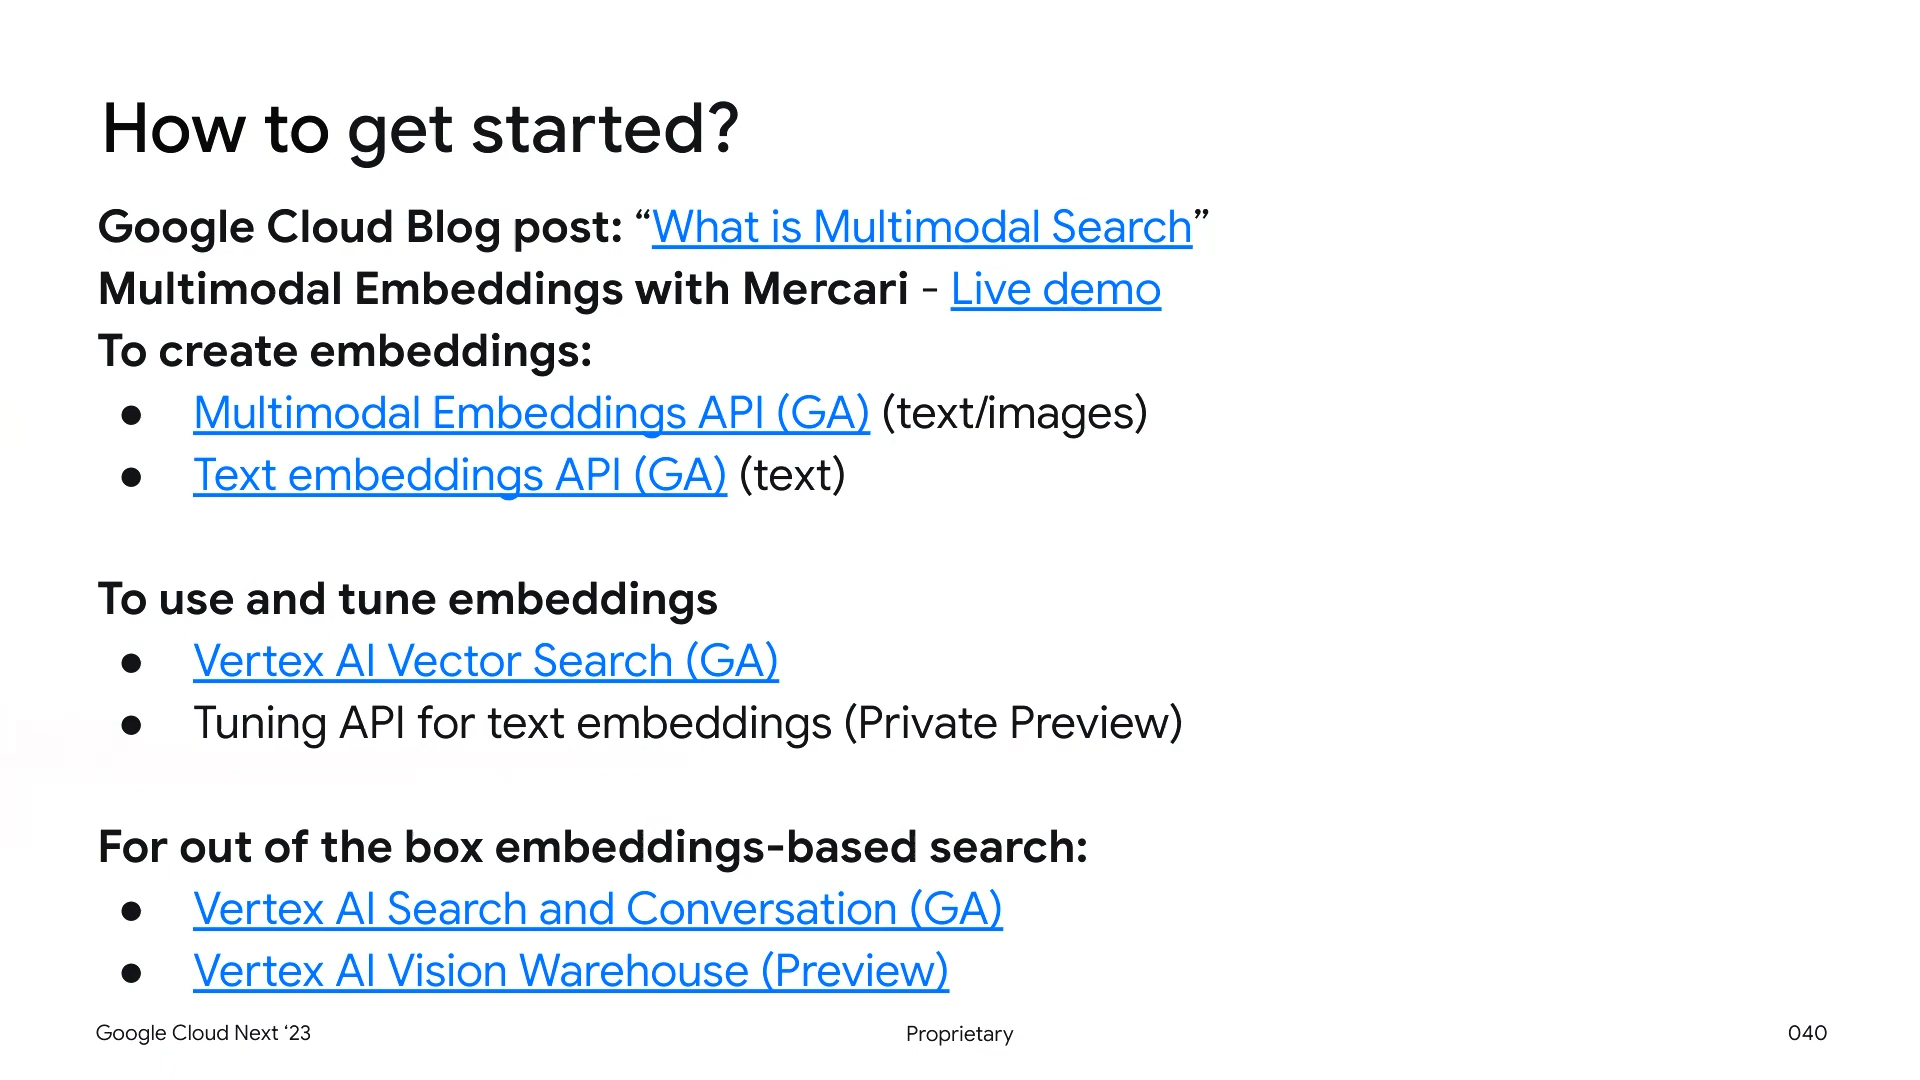 How to get started?
Google Cloud Blog post: “What is Multimodal Search”
Multimodal Embeddings with Mercari - Live demo
To create embeddings:
● Multimodal Embeddings API (GA) (text/images)
● Text embeddings API (GA) (text)
To use and tune embeddings
● Vertex AI Vector Search (GA)
● Tuning API for text embeddings (Private Preview)
For out of the box embeddings-based search:
● Vertex AI Search and Conversation (GA)
● Vertex AI Vision Warehouse (Preview)
Google Cloud Next ‘23 Proprietary 040